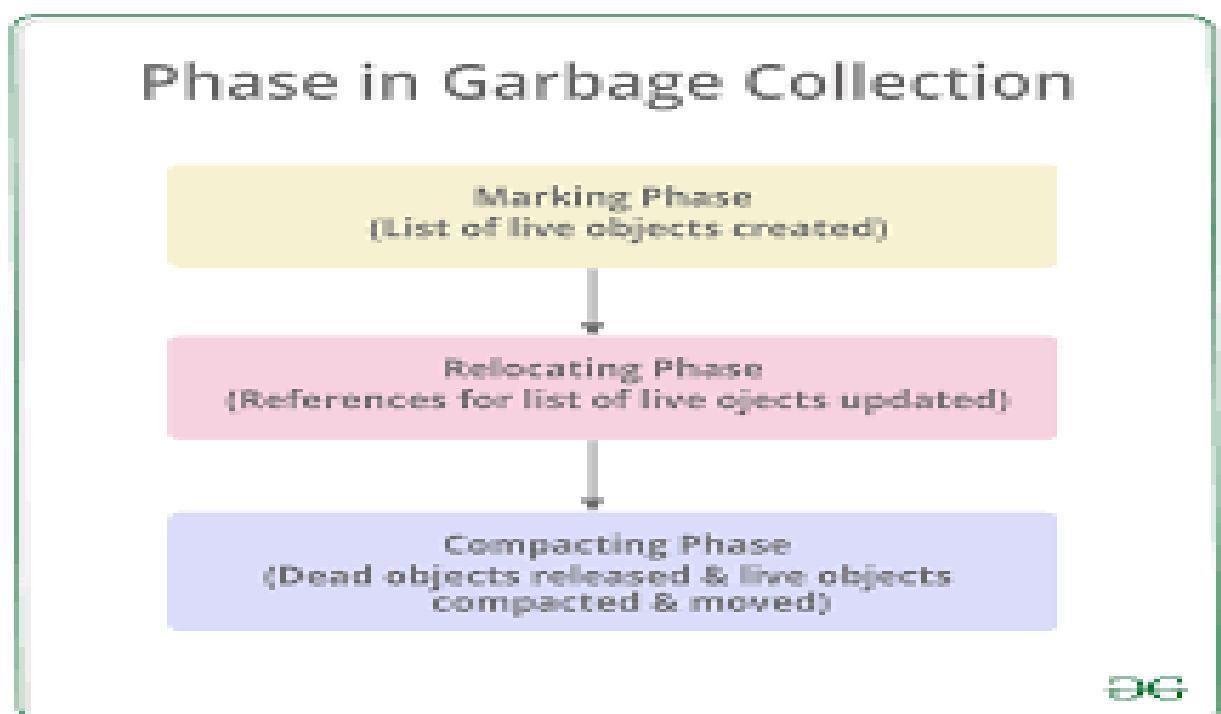 Phase in Garbage Collection
Marking Phase
(List of live objects created)
Relocating Phase
(References for list of live ojects updated)
Compacting Phase
(Dead objects released & live objects
compacted & moved)